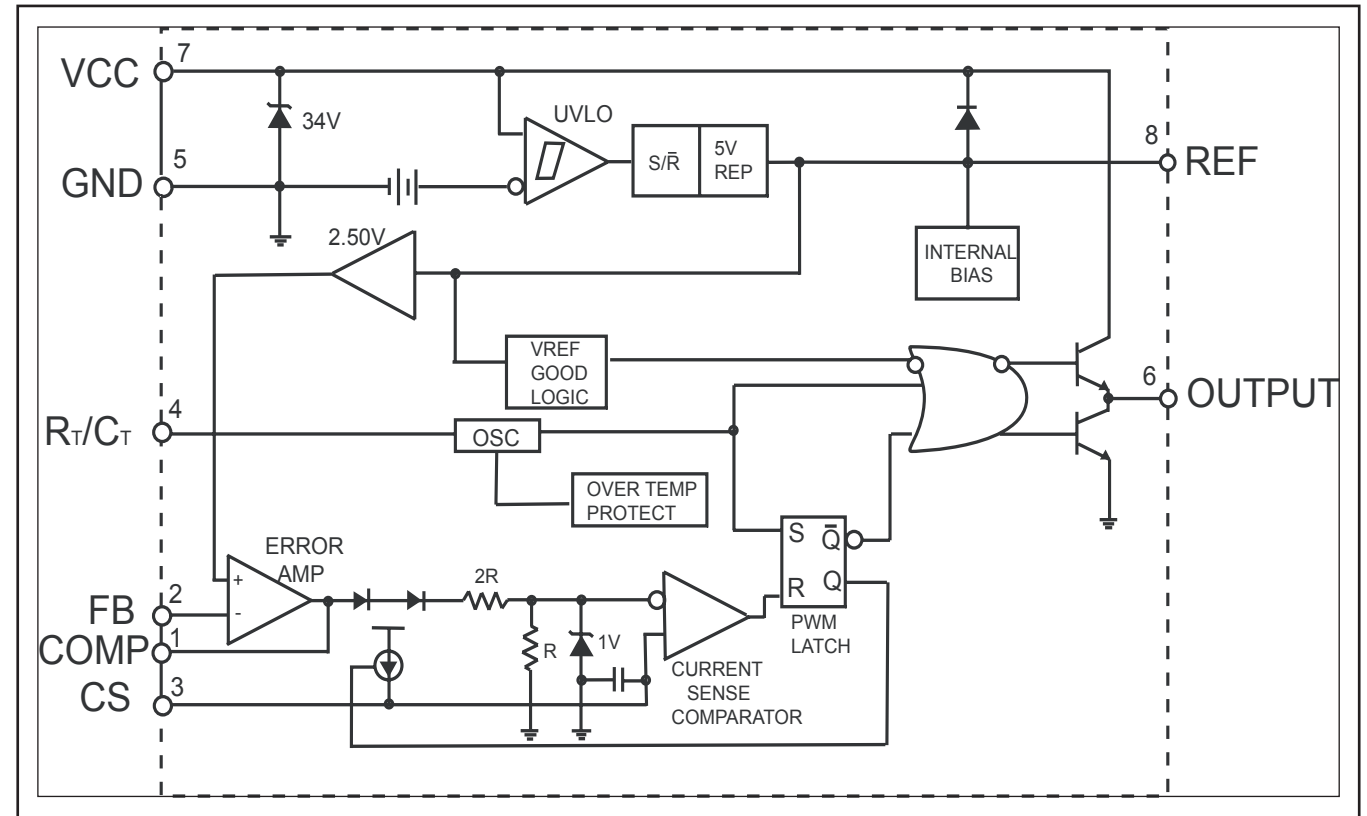 VCC
7
34V
UVLO
S/R̄
5V
REP
8
REF
GND
5
2.50V
INTERNAL
BIAS
VREF
GOOD
LOGIC
6
OUTPUT
RT/CT
4
OSC
OVER TEMP
PROTECT
ERROR
AMP
+
-
FB
2
COMP
1
CS
3
2R
R
1V
CURRENT
SENSE
COMPARATOR
S
Q̄
R
Q
PWM
LATCH